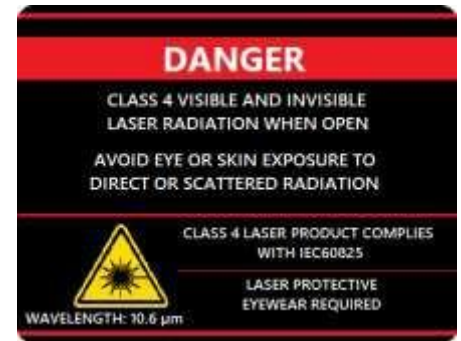 DANGER
CLASS 4 VISIBLE AND INVISIBLE
LASER RADIATION WHEN OPEN
AVOID EYE OR SKIN EXPOSURE TO
DIRECT OR SCATTERED RADIATION
CLASS 4 LASER PRODUCT COMPLIES
WITH IEC60825
LASER PROTECTIVE
EYEWEAR REQUIRED
WAVELENGTH: 10.6 µm